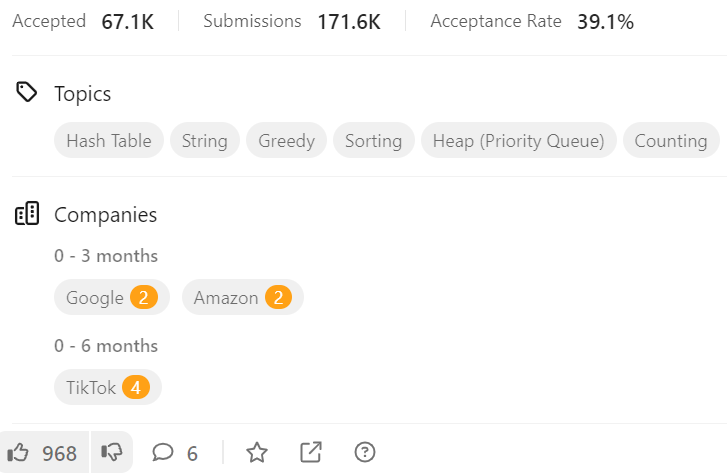 Accepted 67.1K Submissions 171.6K Acceptance Rate 39.1%
Topics
Hash Table String Greedy Sorting Heap (Priority Queue) Counting
Companies
0 - 3 months
Google 2 Amazon 2
0 - 6 months
TikTok 4
968 6